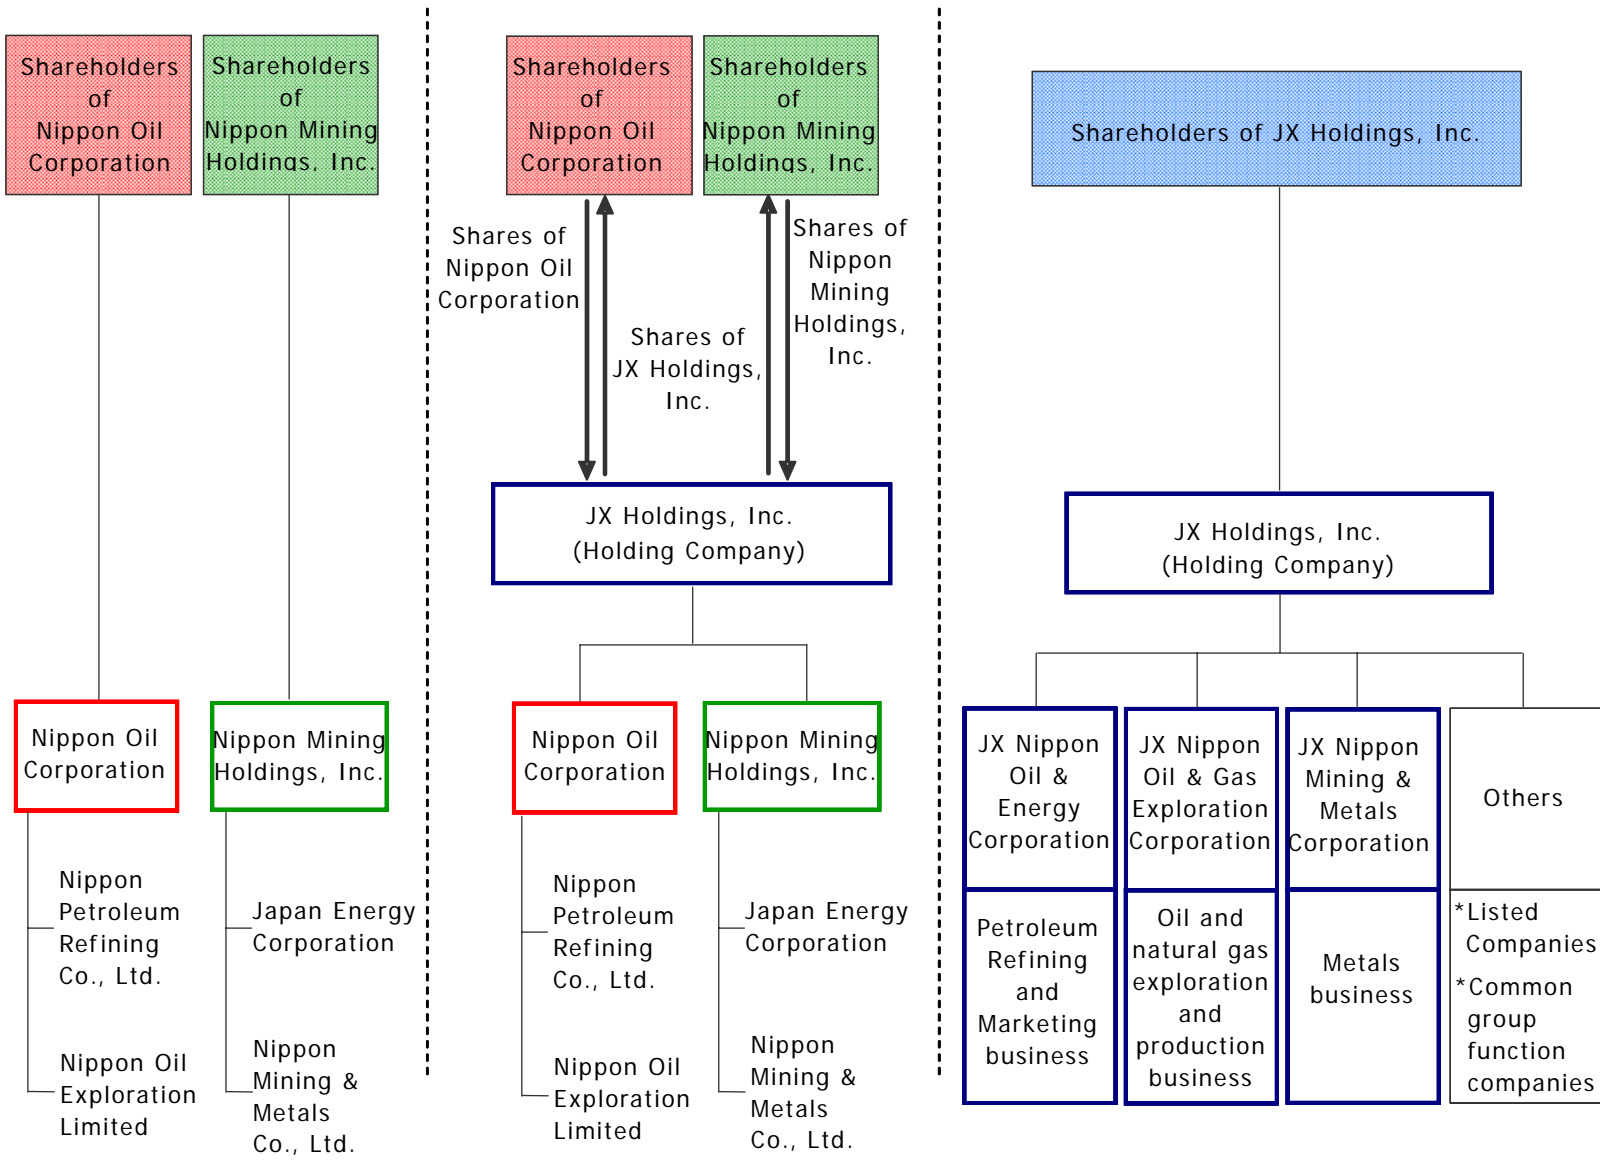 Shareholders
of
Nippon Oil
Corporation
Shareholders
of
Nippon Mining
Holdings, Inc.
Nippon Oil
Corporation
Nippon Mining
Holdings, Inc.
Nippon
Petroleum
Refining
Co., Ltd.
Japan Energy
Corporation
Nippon Oil
Exploration
Limited
Nippon
Mining &
Metals
Co., Ltd.
Shareholders
of
Nippon Oil
Corporation
Shareholders
of
Nippon Mining
Holdings, Inc.
Shares of
Nippon Oil
Corporation
Shares of
JX Holdings,
Inc.
Shares of
Nippon
Mining
Holdings,
Inc.
JX Holdings, Inc.
(Holding Company)
Nippon Oil
Corporation
Nippon Mining
Holdings, Inc.
Nippon
Petroleum
Refining
Co., Ltd.
Japan Energy
Corporation
Nippon Oil
Exploration
Limited
Nippon
Mining &
Metals
Co., Ltd.
Shareholders of JX Holdings, Inc.
JX Holdings, Inc.
(Holding Company)
JX Nippon
Oil &
Energy
Corporation
JX Nippon
Oil & Gas
Exploration
Corporation
JX Nippon
Mining &
Metals
Corporation
Others
Petroleum
Refining
and
Marketing
business
Oil and
natural gas
exploration
and
production
business
Metals
business
*Listed
Companies
*Common
group
function
companies